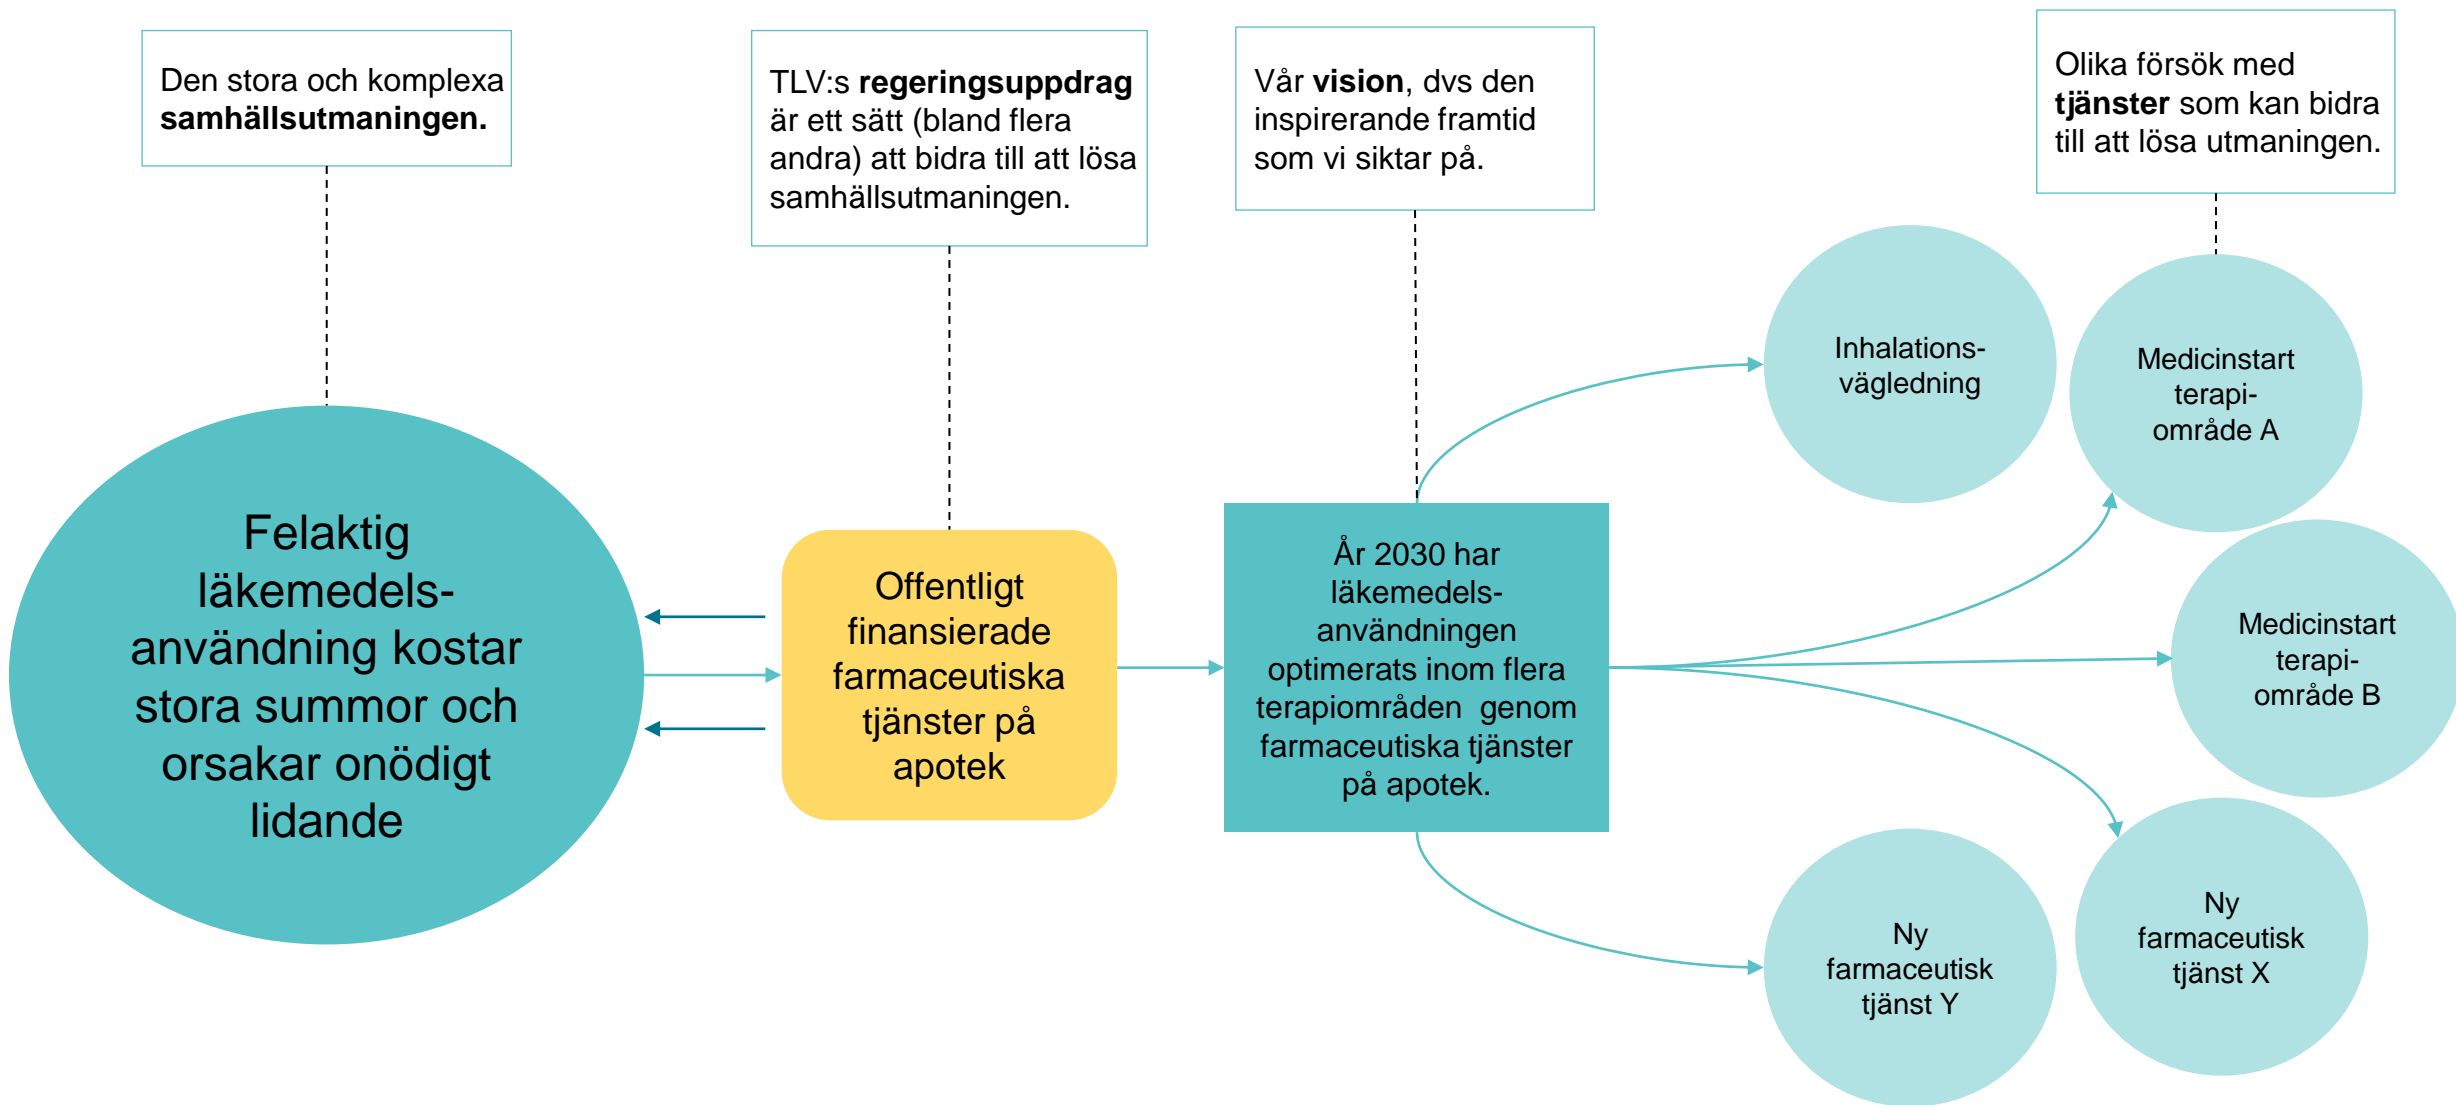 Den stora och komplexa
samhällsutmaningen.
TLV:s regeringsuppdrag
är ett sätt (bland flera
andra) att bidra till att lösa
samhällsutmaningen.
Vår vision, dvs den
inspirerande framtid
som vi siktar på.
Olika försök med
tjänster som kan bidra
till att lösa utmaningen.
Felaktig
läkemedels-
användning kostar
stora summor och
orsakar onödigt
lidande
Offentligt
finansierade
farmaceutiska
tjänster på
apotek
År 2030 har
läkemedels-
användningen
optimerats inom flera
terapiområden  genom
farmaceutiska tjänster
på apotek.
Inhalations-
vägledning
Medicinstart
terapi-
område A
Medicinstart
terapi-
område B
Ny
farmaceutisk
tjänst X
Ny
farmaceutisk
tjänst Y